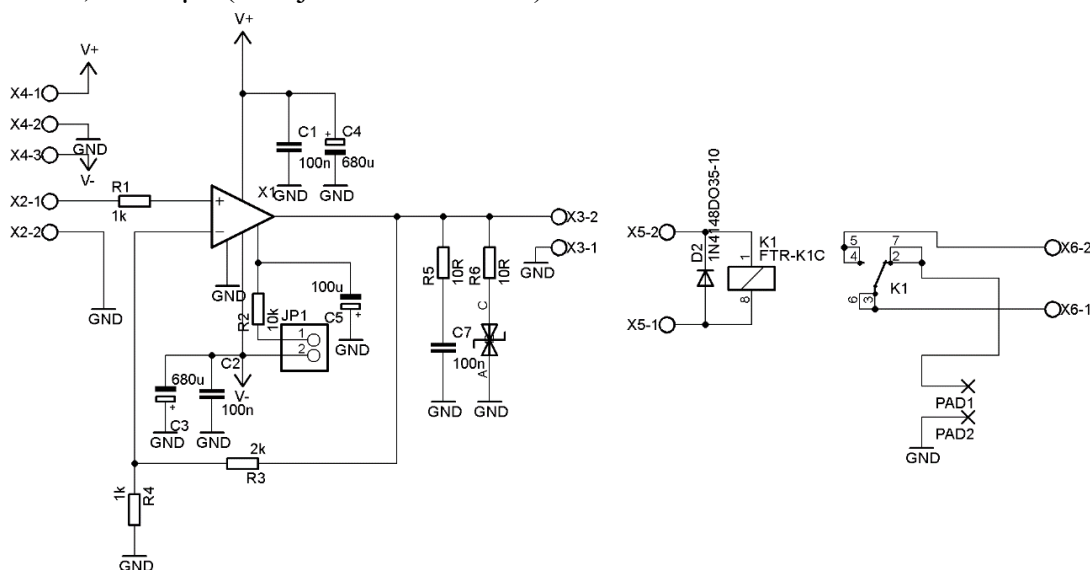 V+
V+
X4-1
X4-2
GND
X4-3
V-
C1
100n
C4
+
680u
GND
GND
X2-1
R1
1k
+
−
X1
X2-2
GND
GND
X3-2
GND
X3-1
R5
10R
R6
10R
C
A
C7
100n
GND
GND
100u
C5
+
GND
R2
10k
JP1
1
2
C2
V-
680u
+
C3
GND
100n
GND
2k
R3
1k
R4
GND
X5-2
X5-1
D2
1N4148DO35-10
K1
FTR-K1C
1
8
5
4
7
2
6
3
K1
X6-2
X6-1
PAD1
PAD2
GND